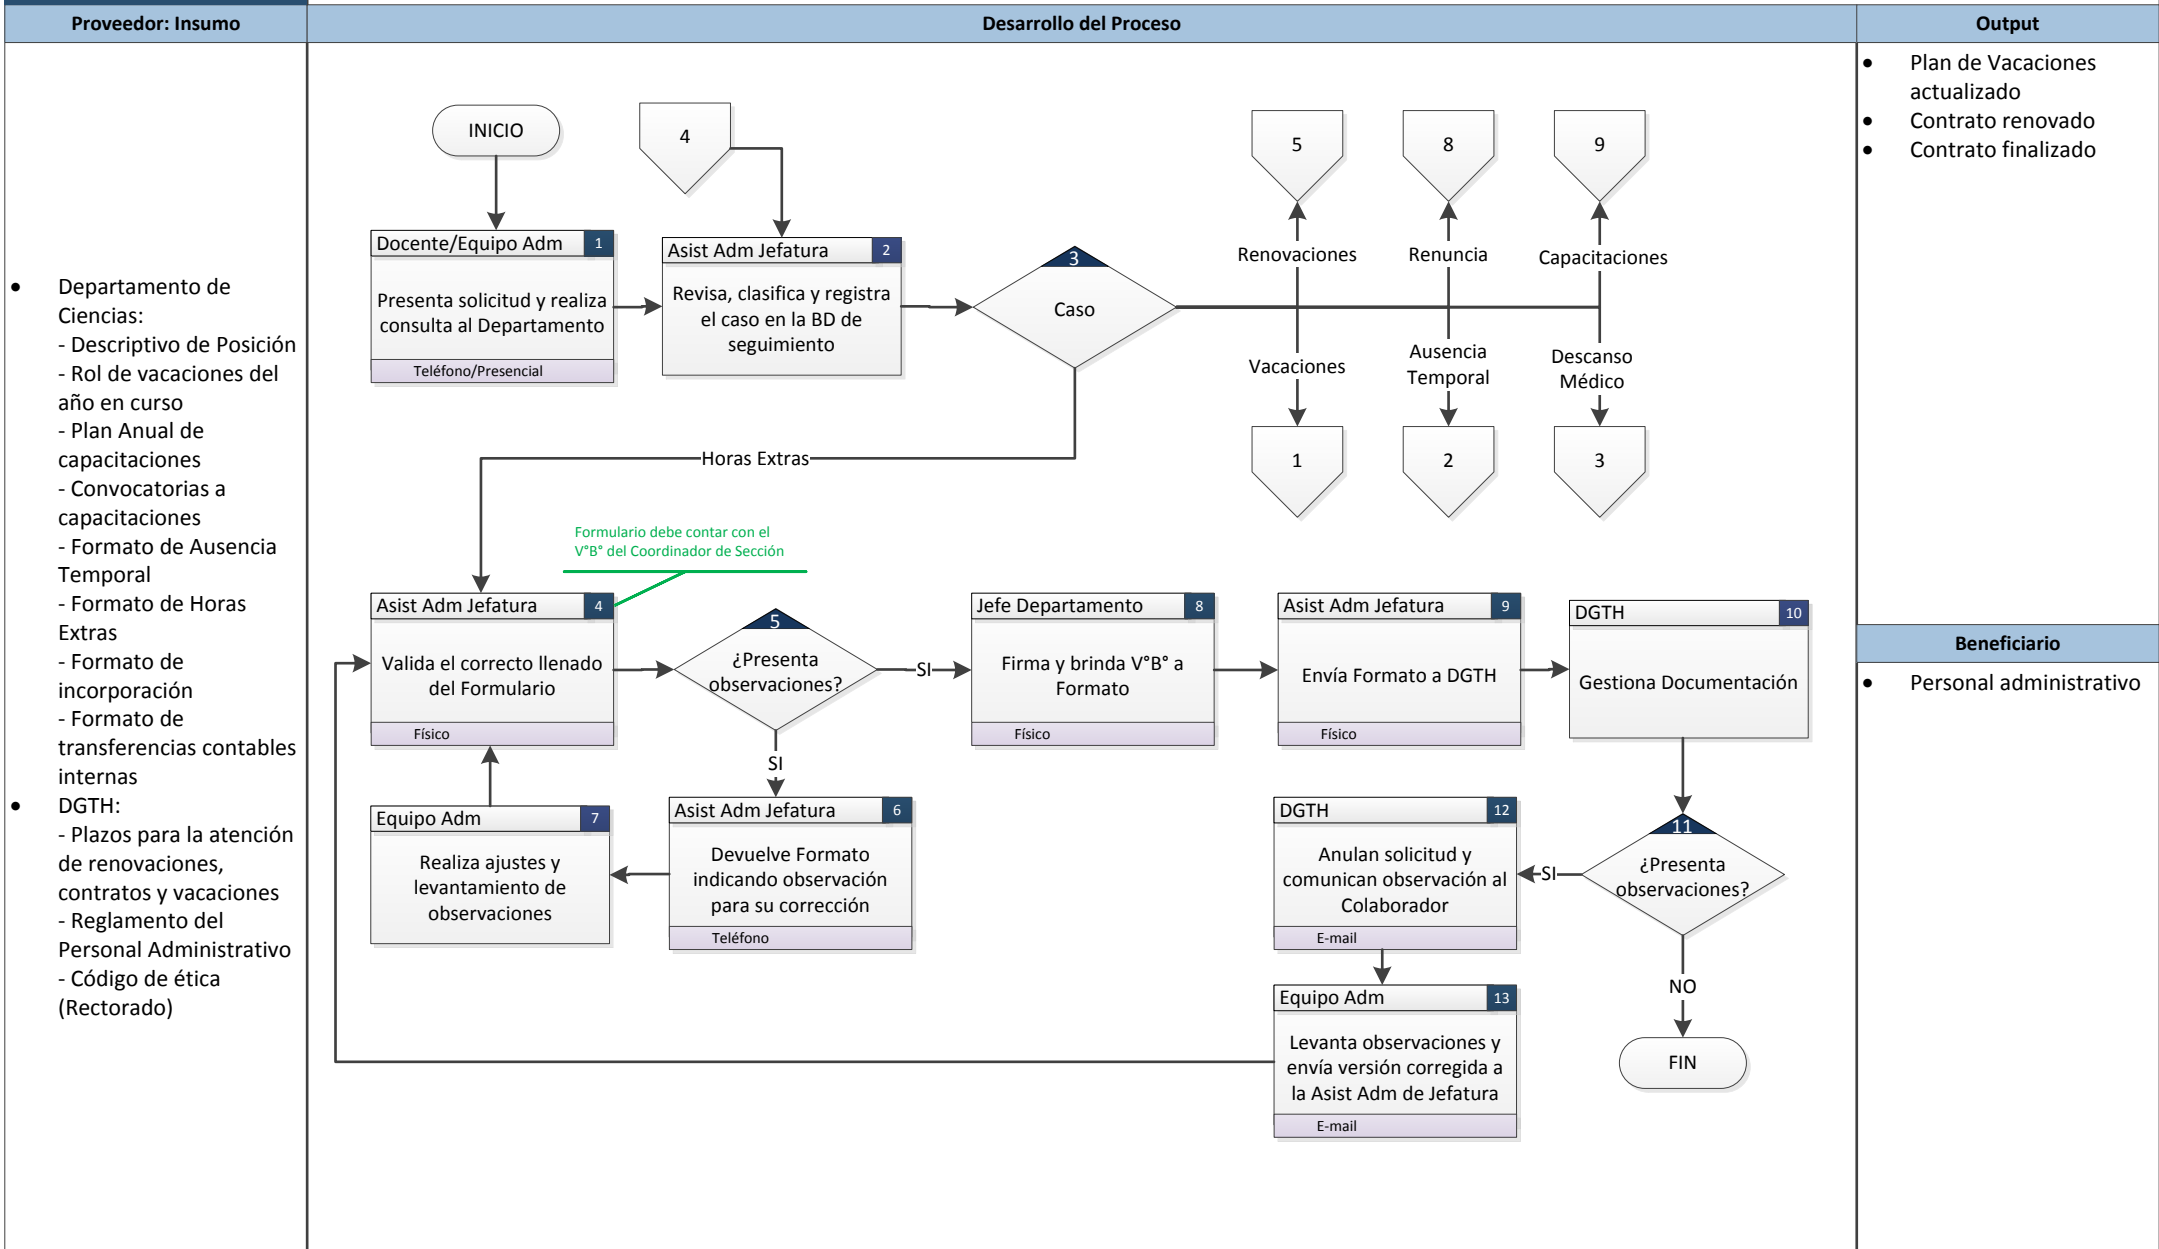 Proveedor: Insumo
Desarrollo del Proceso
Output
• Departamento de
Ciencias:
- Descriptivo de Posición
- Rol de vacaciones del
año en curso
- Plan Anual de
capacitaciones
- Convocatorias a
capacitaciones
- Formato de Ausencia
Temporal
- Formato de Horas
Extras
- Formato de
incorporación
- Formato de
transferencias contables
internas
• DGTH:
- Plazos para la atención
de renovaciones,
contratos y vacaciones
- Reglamento del
Personal Administrativo
- Código de ética
(Rectorado)
INICIO
4
5
8
9
Docente/Equipo Adm
1
Presenta solicitud y realiza
consulta al Departamento
Teléfono/Presencial
Asist Adm Jefatura
2
Revisa, clasifica y registra
el caso en la BD de
seguimiento
3
Caso
Renovaciones
Renuncia
Capacitaciones
Vacaciones
Ausencia
Temporal
Descanso
Médico
1
2
3
Horas Extras
Formulario debe contar con el
V°B° del Coordinador de Sección
Asist Adm Jefatura
4
Valida el correcto llenado
del Formulario
Físico
5
¿Presenta
observaciones?
SI
SI
Jefe Departamento
8
Firma y brinda V°B° a
Formato
Físico
Asist Adm Jefatura
9
Envía Formato a DGTH
Físico
DGTH
10
Gestiona Documentación
Equipo Adm
7
Realiza ajustes y
levantamiento de
observaciones
Asist Adm Jefatura
6
Devuelve Formato
indicando observación
para su corrección
Teléfono
DGTH
12
Anulan solicitud y
comunican observación al
Colaborador
E-mail
SI
11
¿Presenta
observaciones?
NO
Equipo Adm
13
Levanta observaciones y
envía versión corregida a
la Asist Adm de Jefatura
E-mail
FIN
• Plan de Vacaciones
actualizado
• Contrato renovado
• Contrato finalizado
Beneficiario
• Personal administrativo